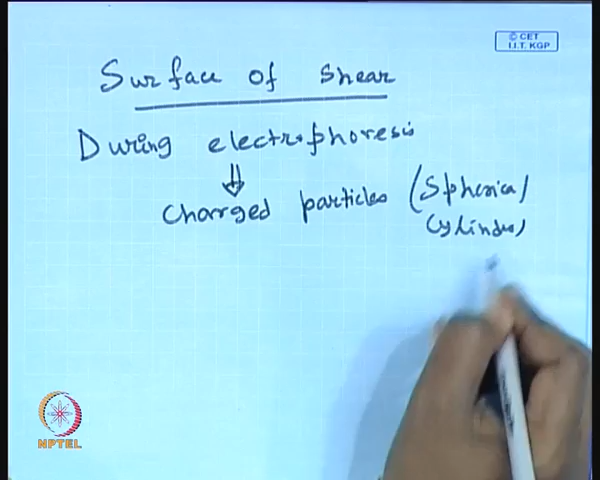 © CET
I.I.T. KGP
Surface of shear
During electrophoresis
⇓
Charged particles (Spherical/
Cylinder)
NPTEL